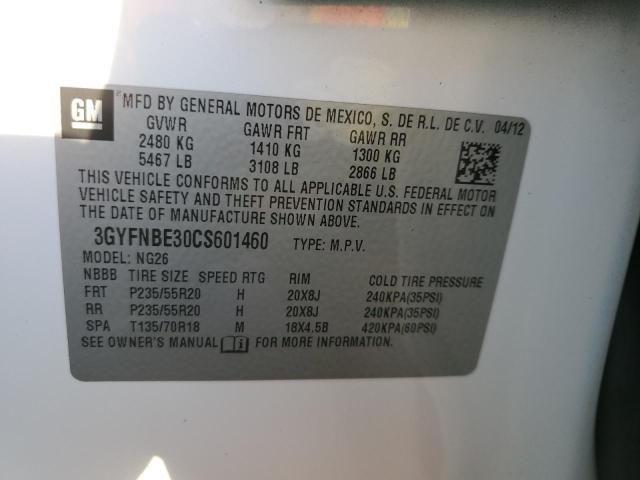 GM
MFD BY GENERAL MOTORS DE MEXICO, S. DE R.L. DE C.V. 04/12
GVWR GAWR FRT GAWR RR
2480 KG 1410 KG 1300 KG
5467 LB 3108 LB 2866 LB
THIS VEHICLE CONFORMS TO ALL APPLICABLE U.S. FEDERAL MOTOR
VEHICLE SAFETY AND THEFT PREVENTION STANDARDS IN EFFECT ON
THE DATE OF MANUFACTURE SHOWN ABOVE.
3GYFNBE30CS601460 TYPE: M.P.V.
MODEL: NG26
NBBB TIRE SIZE SPEED RTG RIM COLD TIRE PRESSURE
FRT P235/55R20 H 20X8J 240KPA(35PSI)
RR P235/55R20 H 20X8J 240KPA(35PSI)
SPA T135/70R18 M 18X4.5B 420KPA(60PSI)
SEE OWNER'S MANUAL FOR MORE INFORMATION.